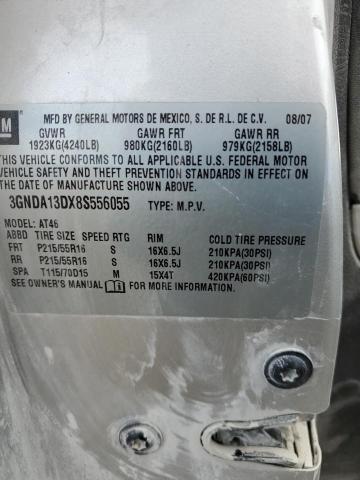 GM
MFD BY GENERAL MOTORS DE MEXICO, S. DE R.L. DE C.V. 08/07
GVWR GAWR FRT GAWR RR
1923KG(4240LB) 980KG(2160LB) 979KG(2158LB)
THIS VEHICLE CONFORMS TO ALL APPLICABLE U.S. FEDERAL MOTOR
VEHICLE SAFETY AND THEFT PREVENTION STANDARDS IN EFFECT
ON THE DATE OF MANUFACTURE SHOWN ABOVE.
3GNDA13DX8S556055 TYPE: M.P.V.
MODEL: AT46
ABBD TIRE SIZE SPEED RTG RIM COLD TIRE PRESSURE
FRT P215/55R16 S 16X6.5J 210KPA(30PSI)
RR P215/55R16 S 16X6.5J 210KPA(30PSI)
SPA T115/70D15 M 15X4T 420KPA(60PSI)
SEE OWNER'S MANUAL FOR MORE INFORMATION.